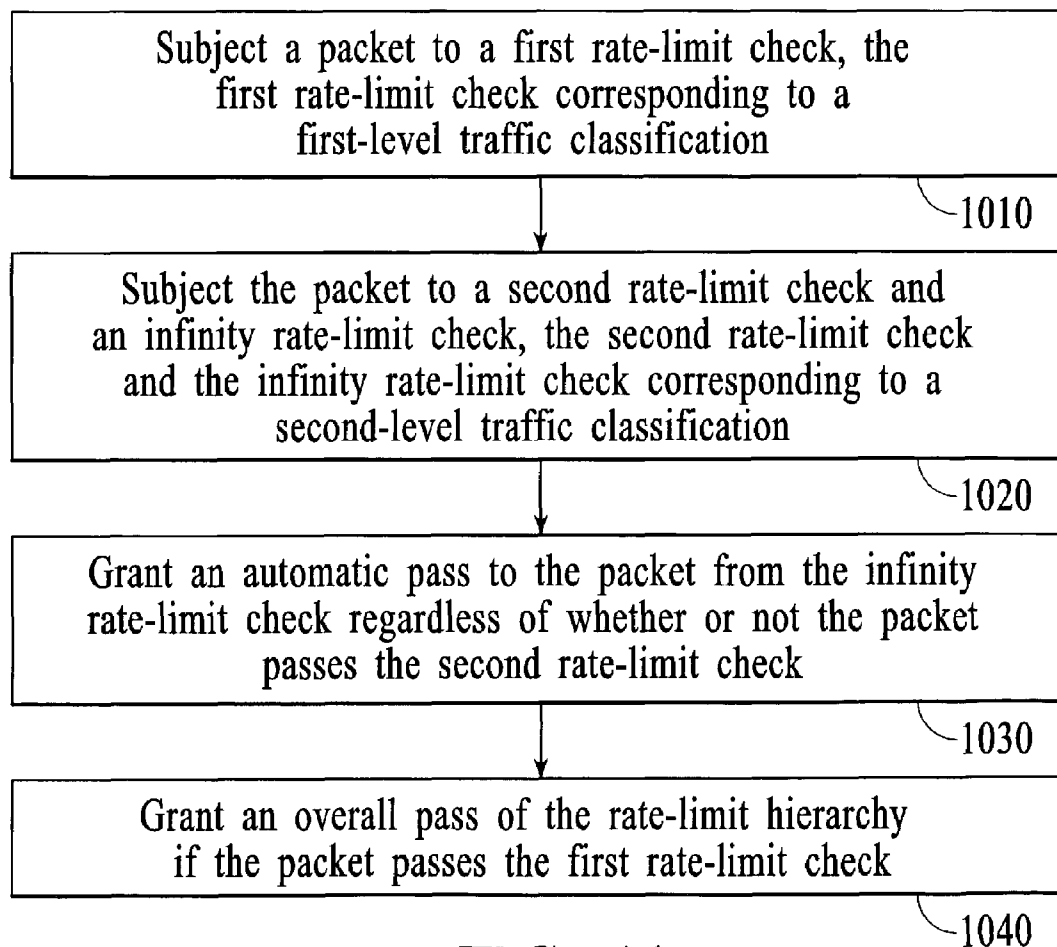 Subject a packet to a first rate-limit check, the
first rate-limit check corresponding to a
first-level traffic classification
1010
Subject the packet to a second rate-limit check and
an infinity rate-limit check, the second rate-limit check
and the infinity rate-limit check corresponding to a
second-level traffic classification
1020
Grant an automatic pass to the packet from the infinity
rate-limit check regardless of whether or not the packet
passes the second rate-limit check
1030
Grant an overall pass of the rate-limit hierarchy
if the packet passes the first rate-limit check
1040